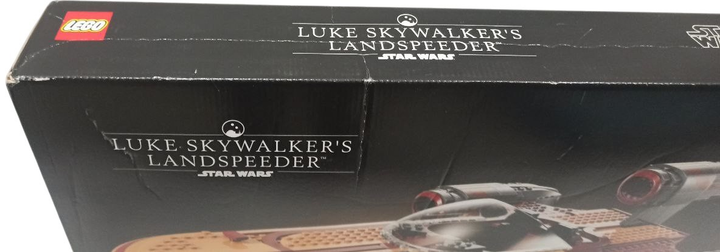 LEGO
LUKE SKYWALKER'S
LANDSPEEDER™
STAR WARS
LUKE SKYWALKER'S
LANDSPEEDER™
STAR WARS